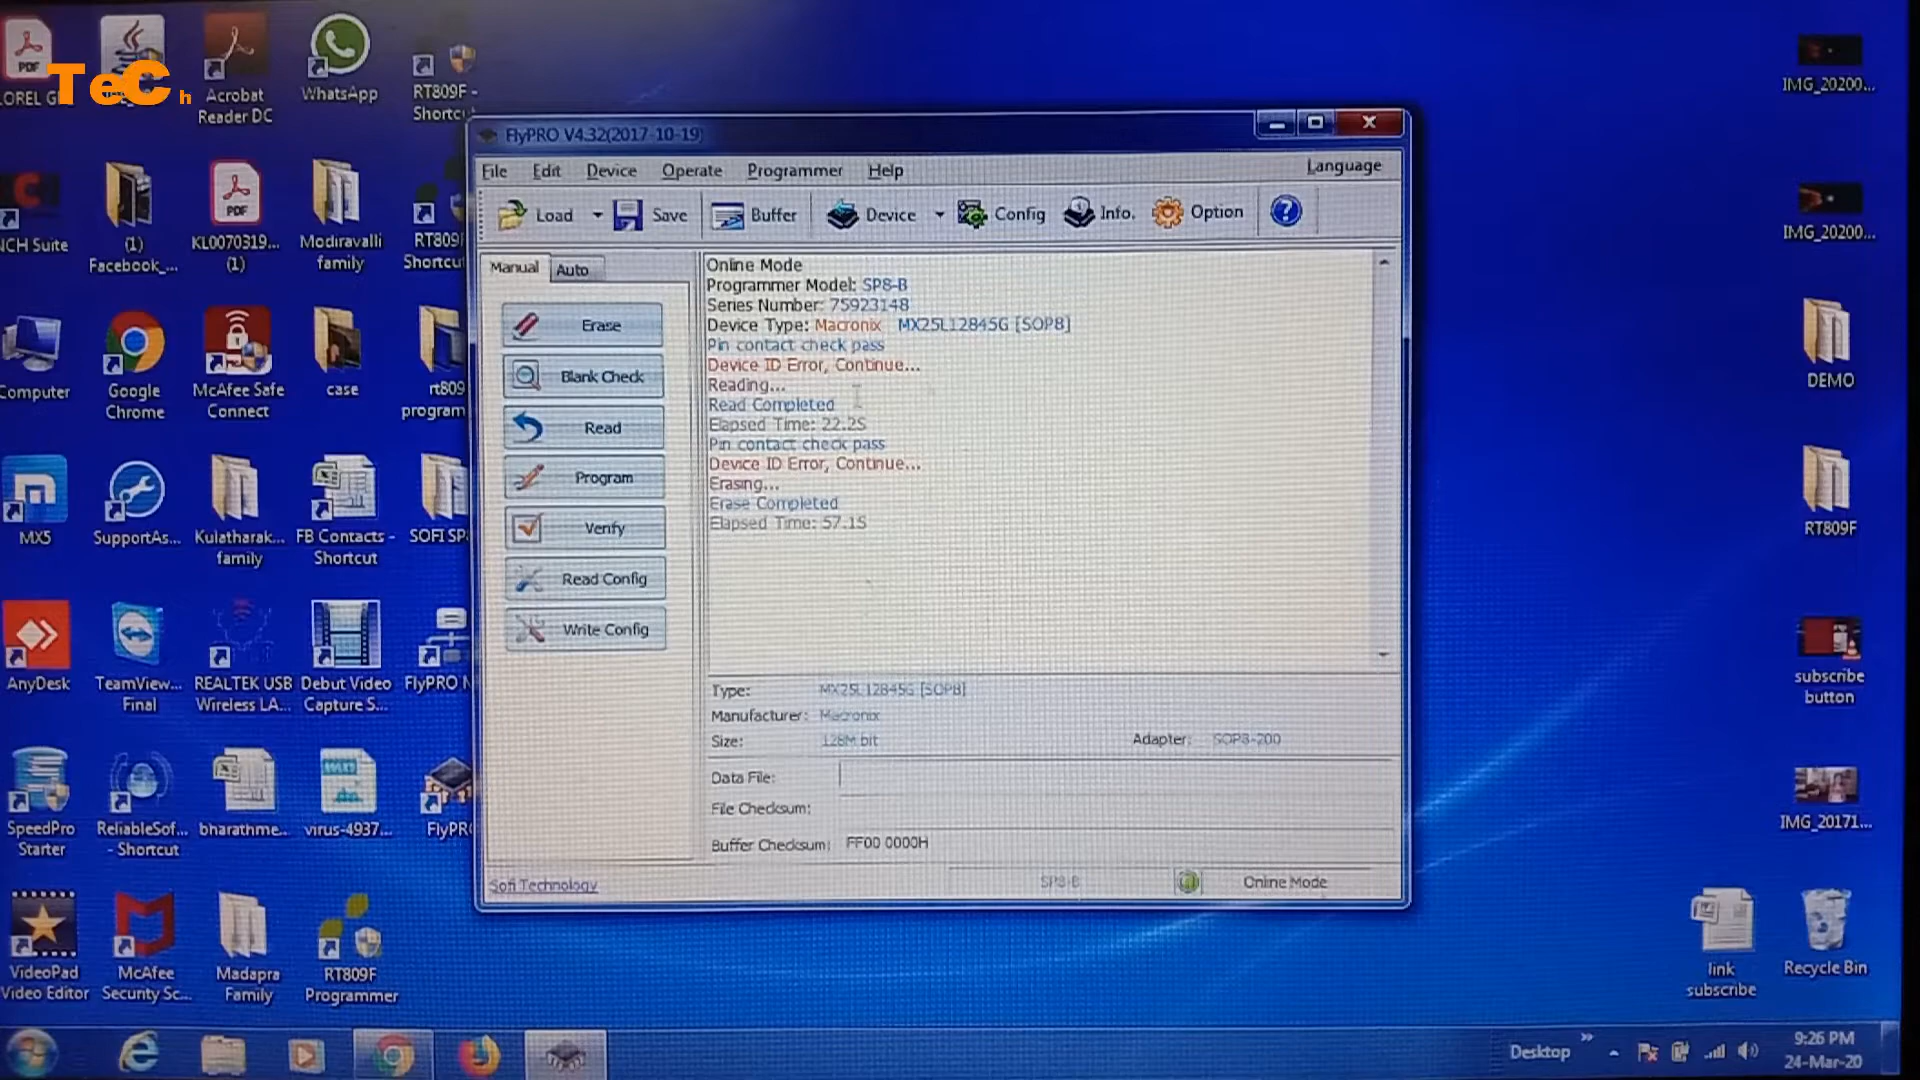 TeCh
OREL G
Acrobat
Reader DC
WhatsApp
RT809F -
Shortcu
NCH Suite
(1)
Facebook_...
KL0070319...
(1)
Modiravalli
family
RT809F
Shortcut
Computer
Google
Chrome
McAfee Safe
Connect
case
rt809
program
MX5
SupportAs...
Kulatharak...
family
FB Contacts -
Shortcut
SOFI SP
AnyDesk
TeamView...
Final
REALTEK USB
Wireless LA...
Debut Video
Capture S...
FlyPRO
SpeedPro
Starter
ReliableSof...
- Shortcut
bharathme...
virus-4937...
FlyPRO
VideoPad
Video Editor
McAfee
Security Sc...
Madapra
Family
RT809F
Programmer
FlyPRO V4.32(2017-10-19)
File Edit Device Operate Programmer Help Language
Load Save Buffer Device Config Info. Option
Manual Auto
Erase
Blank Check
Read
Program
Verify
Read Config
Write Config
Online Mode
Programmer Model: SP8-B
Series Number: 75923148
Device Type: Macronix MX25L12845G [SOP8]
Pin contact check pass
Device ID Error, Continue...
Reading...
Read Completed
Elapsed Time: 22.2S
Pin contact check pass
Device ID Error, Continue...
Erasing...
Erase Completed
Elapsed Time: 57.1S
Type: MX25L12845G [SOP8]
Manufacturer: Macronix
Size: 128M bit Adapter: SOP8-200
Data File:
File Checksum:
Buffer Checksum: FF00 0000H
Sofi Technology SP8-B Online Mode
IMG_20200...
IMG_20200...
DEMO
RT809F
subscribe
button
IMG_20171...
link
subscribe
Recycle Bin
Desktop
9:26 PM
24-Mar-20